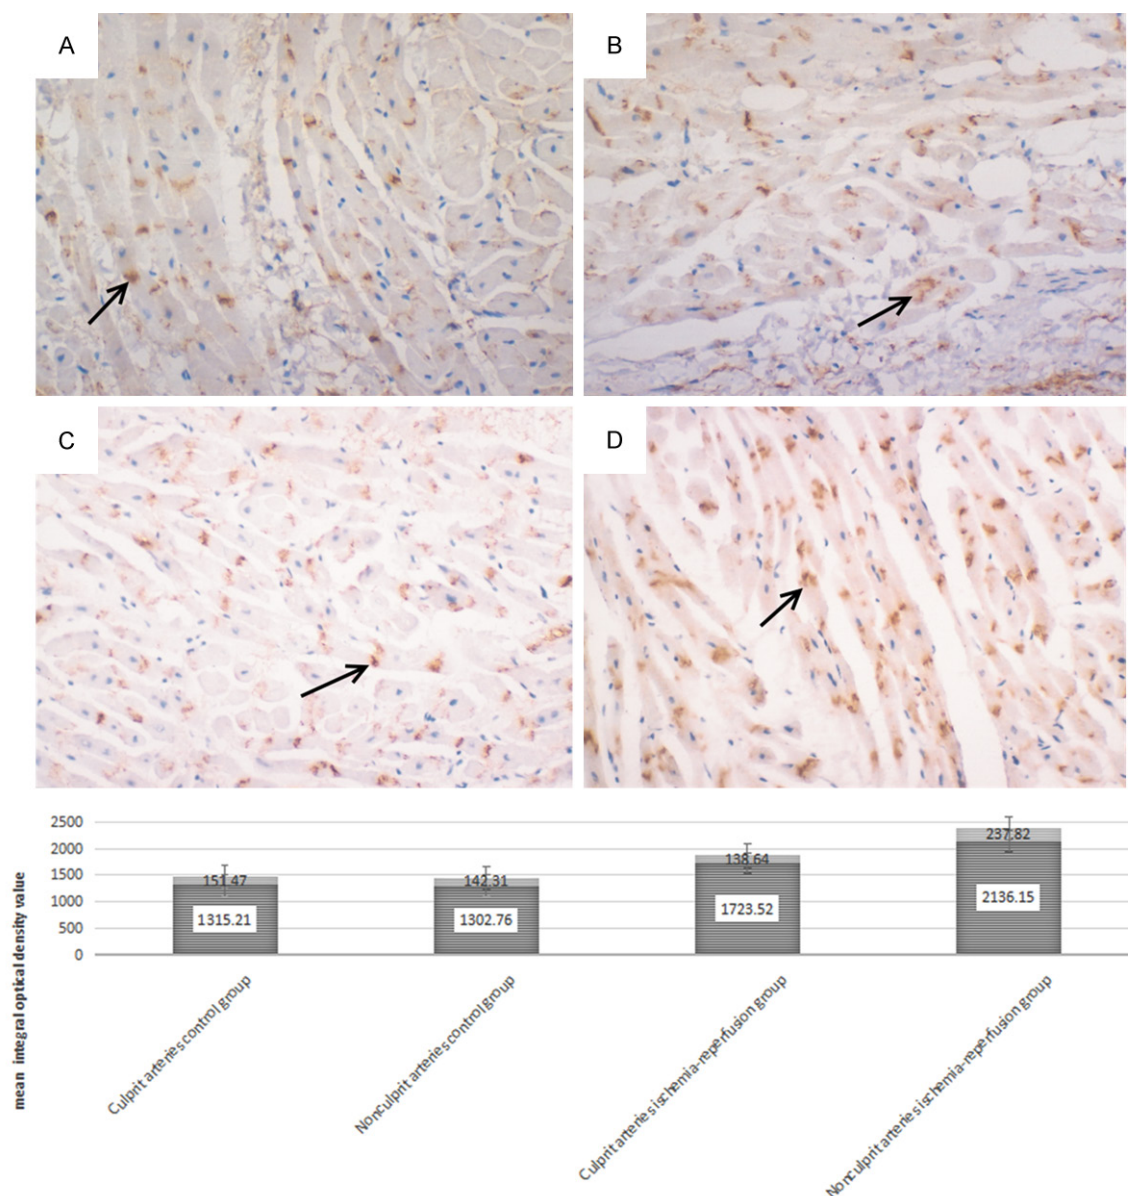 A
B
C
D
2500
2000
1500
1000
500
0
mean integral optical density value
151.47
1315.21
142.31
1302.76
138.64
1723.52
237.82
2136.15
Culprit arteries control group
Nonculprit arteries control group
Culprit arteries ischemia-reperfusion group
Nonculprit arteries ischemia-reperfusion group